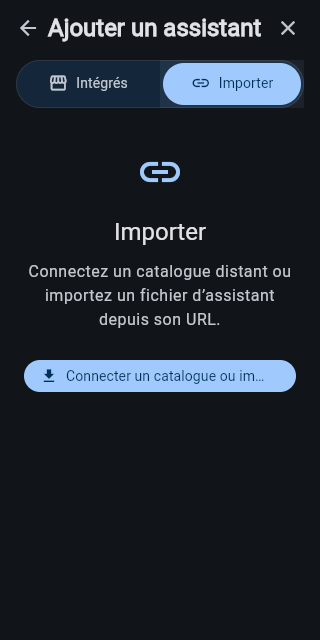 Ajouter un assistant
Intégrés
Importer
Importer
Connectez un catalogue distant ou
importez un fichier d’assistant
depuis son URL.
Connecter un catalogue ou im…